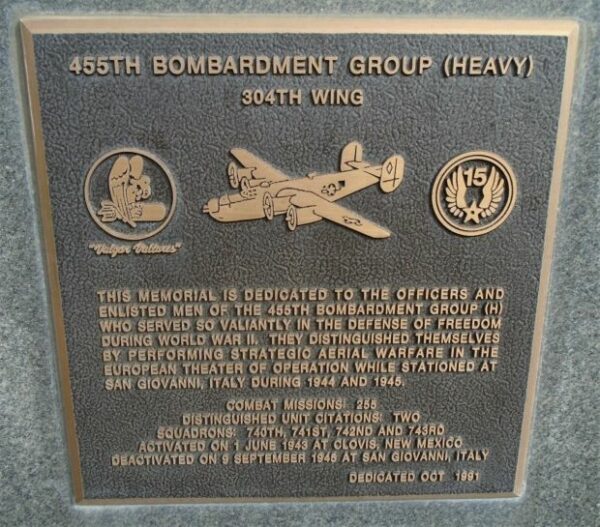 455TH BOMBARDMENT GROUP (HEAVY)
304TH WING
15
"Vulgar Vultures"
THIS MEMORIAL IS DEDICATED TO THE OFFICERS AND
ENLISTED MEN OF THE 455TH BOMBARDMENT GROUP (H)
WHO SERVED SO VALIANTLY IN THE DEFENSE OF FREEDOM
DURING WORLD WAR II. THEY DISTINGUISHED THEMSELVES
BY PERFORMING STRATEGIC AERIAL WARFARE IN THE
EUROPEAN THEATER OF OPERATION WHILE STATIONED AT
SAN GIOVANNI, ITALY DURING 1944 AND 1945.
COMBAT MISSIONS: 255
DISTINGUISHED UNIT CITATIONS: TWO
SQUADRONS: 740TH, 741ST, 742ND AND 743RD
ACTIVATED ON 1 JUNE 1943 AT CLOVIS, NEW MEXICO
DEACTIVATED ON 9 SEPTEMBER 1945 AT SAN GIOVANNI, ITALY
DEDICATED OCT 1991